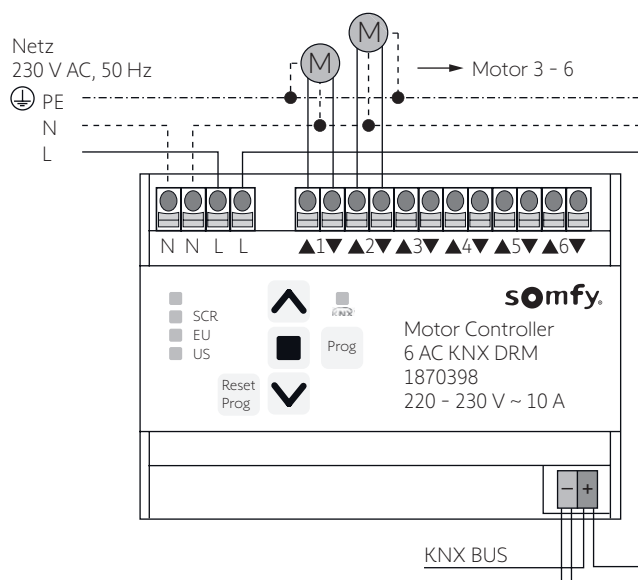 Netz
230 V AC, 50 Hz
PE
N
L
M
M
Motor 3 - 6
N N L L
▲1▼ ▲2▼ ▲3▼ ▲4▼ ▲5▼ ▲6▼
somfy.
SCR
EU
US
KNX
Prog
Reset
Prog
Motor Controller
6 AC KNX DRM
1870398
220 - 230 V ~ 10 A
- +
KNX BUS